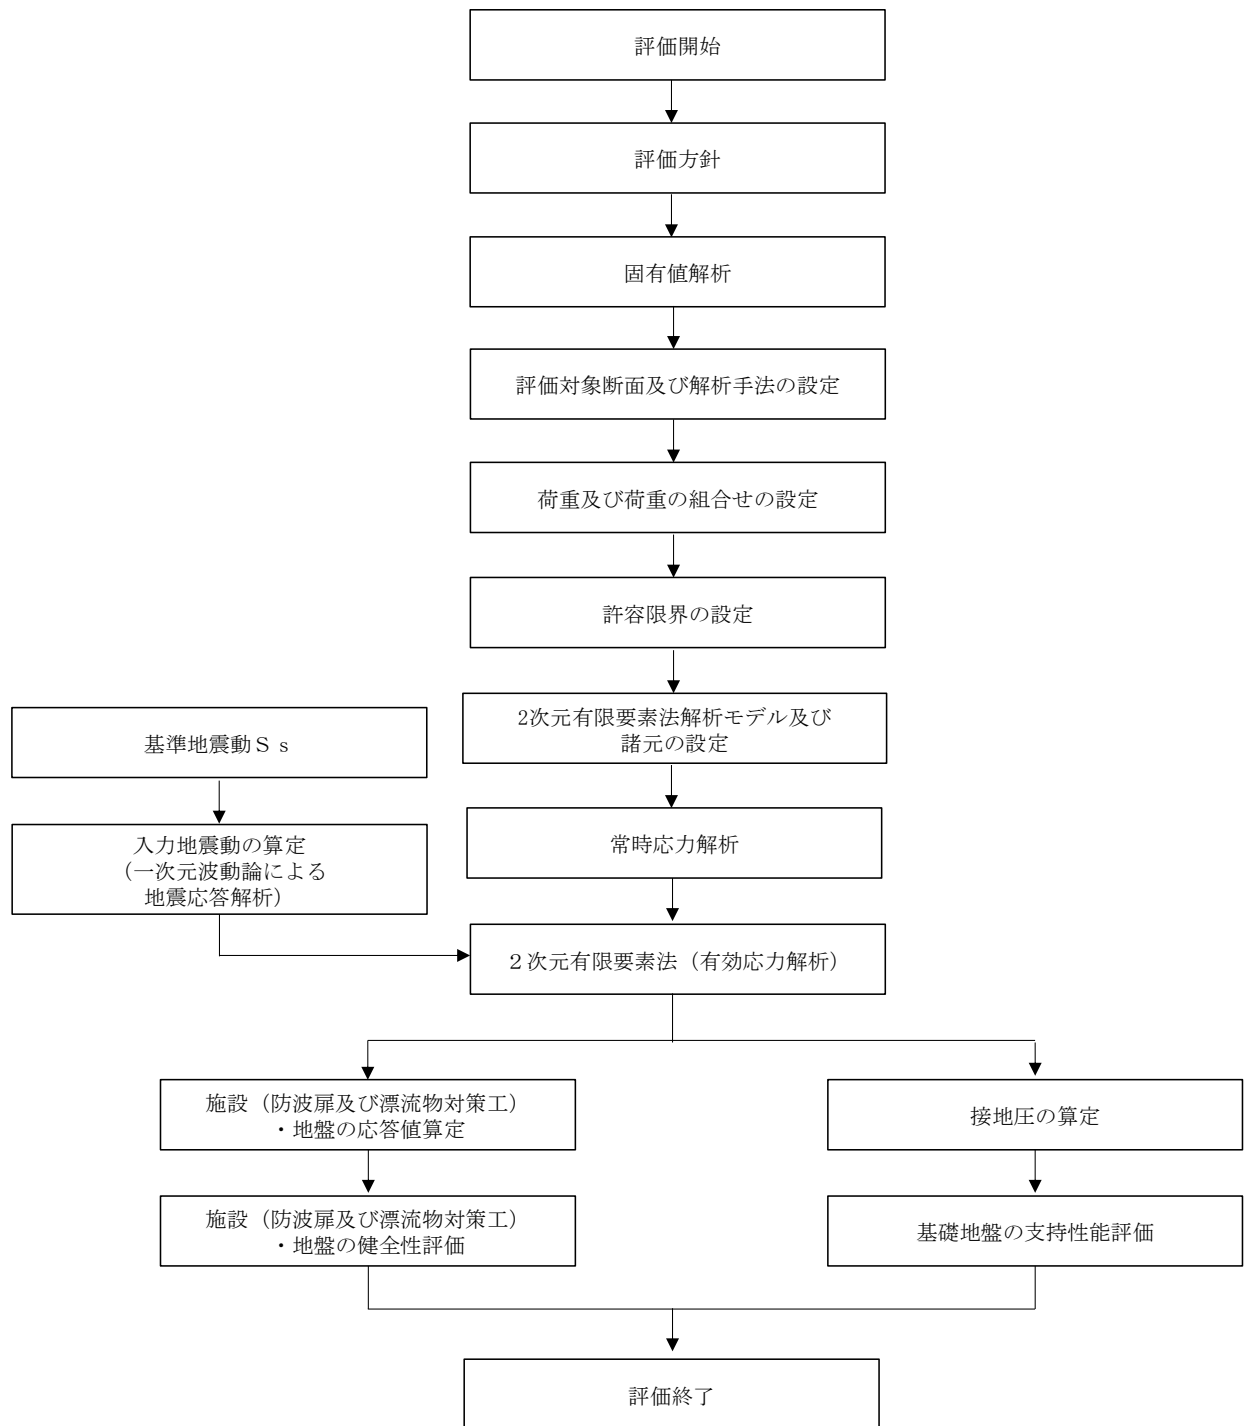 評価開始
評価方針
固有値解析
評価対象断面及び解析手法の設定
荷重及び荷重の組合せの設定
許容限界の設定
2次元有限要素法解析モデル及び
諸元の設定
基準地震動Ｓｓ
入力地震動の算定
（一次元波動論による
地震応答解析）
常時応力解析
２次元有限要素法（有効応力解析）
施設（防波扉及び漂流物対策工）
・地盤の応答値算定
接地圧の算定
施設（防波扉及び漂流物対策工）
・地盤の健全性評価
基礎地盤の支持性能評価
評価終了